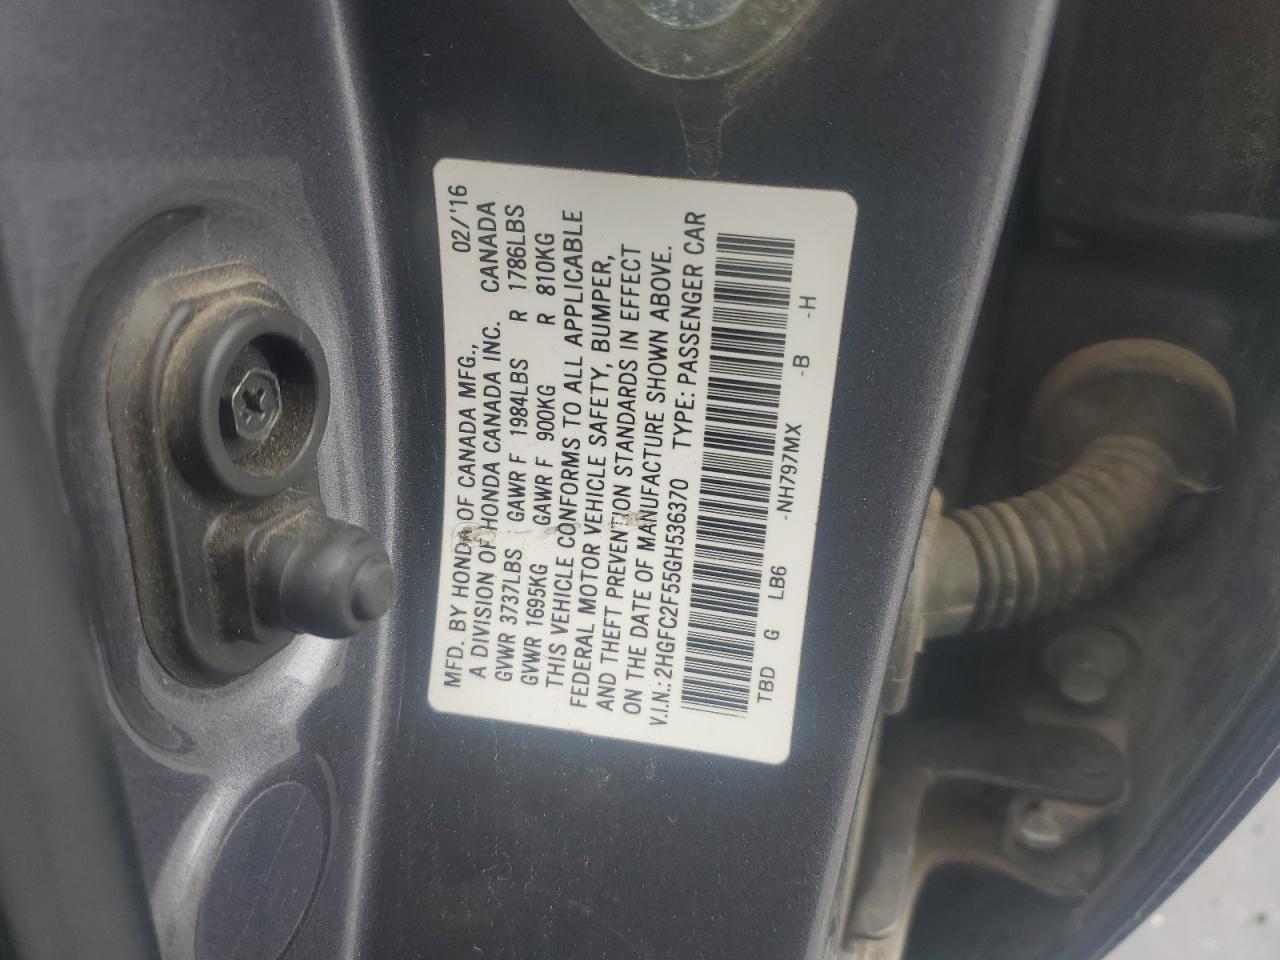 MFD. BY HONDA OF CANADA MFG., 02/'16
A DIVISION OF HONDA CANADA INC. CANADA
GVWR 3737LBS GAWR F 1984LBS R 1786LBS
GVWR 1695KG GAWR F 900KG R 810KG
THIS VEHICLE CONFORMS TO ALL APPLICABLE
FEDERAL MOTOR VEHICLE SAFETY, BUMPER,
AND THEFT PREVENTION STANDARDS IN EFFECT
ON THE DATE OF MANUFACTURE SHOWN ABOVE.
V.I.N.: 2HGFC2F55GH536370 TYPE: PASSENGER CAR
TBD G LB6 -NH797MX -B -H